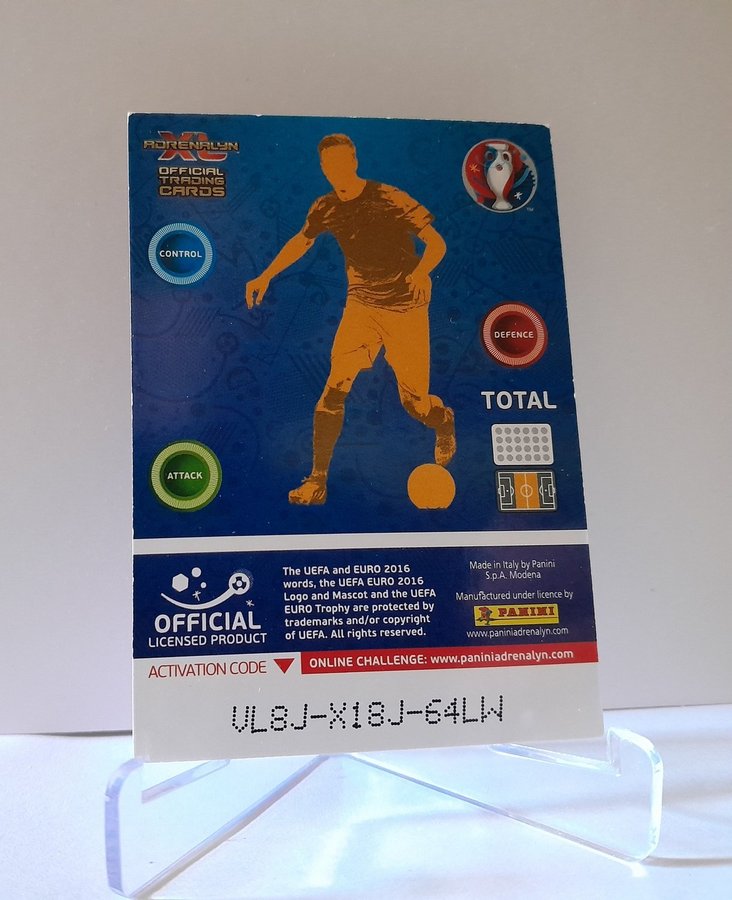 ADRENALYN
XL
OFFICIAL
TRADING
CARDS
CONTROL
DEFENCE
TOTAL
ATTACK
OFFICIAL
LICENSED PRODUCT
The UEFA and EURO 2016
words, the UEFA EURO 2016
Logo and Mascot and the UEFA
EURO Trophy are protected by
trademarks and/or copyright
of UEFA. All rights reserved.
Made in Italy by Panini
S.p.A. Modena
Manufactured under licence by
PANINI
www.paniniadrenalyn.com
ACTIVATION CODE
ONLINE CHALLENGE: www.paniniadrenalyn.com
VL8J-X18J-64LW